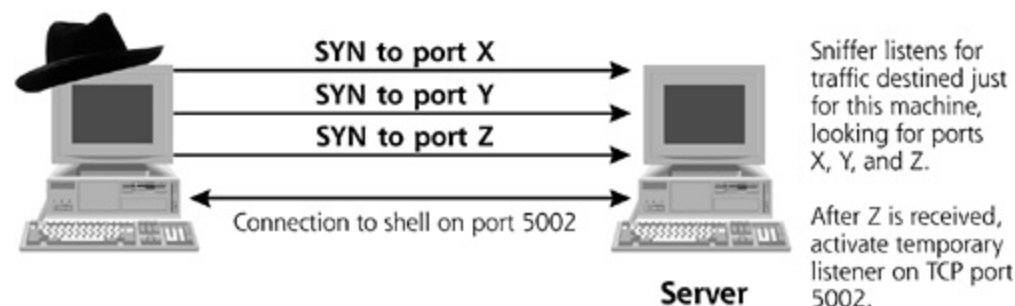 SYN to port X
SYN to port Y
SYN to port Z
Connection to shell on port 5002
Server
Sniffer listens for
traffic destined just
for this machine,
looking for ports
X, Y, and Z.
After Z is received,
activate temporary
listener on TCP port
5002.